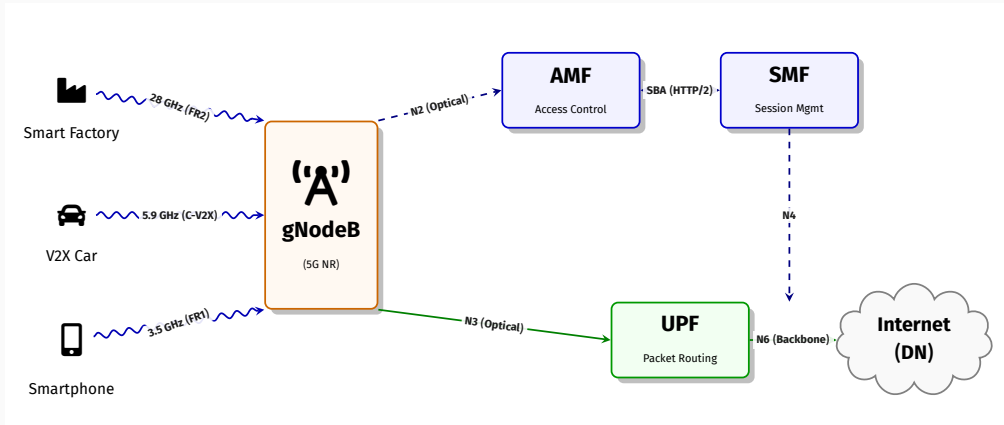 Smart Factory
28 GHz (FR2)
V2X Car
5.9 GHz (C-V2X)
Smartphone
3.5 GHz (FR1)
gNodeB
(5G NR)
N2 (Optical)
AMF
Access Control
SBA (HTTP/2)
SMF
Session Mgmt
N4
N3 (Optical)
UPF
Packet Routing
N6 (Backbone)
Internet
(DN)